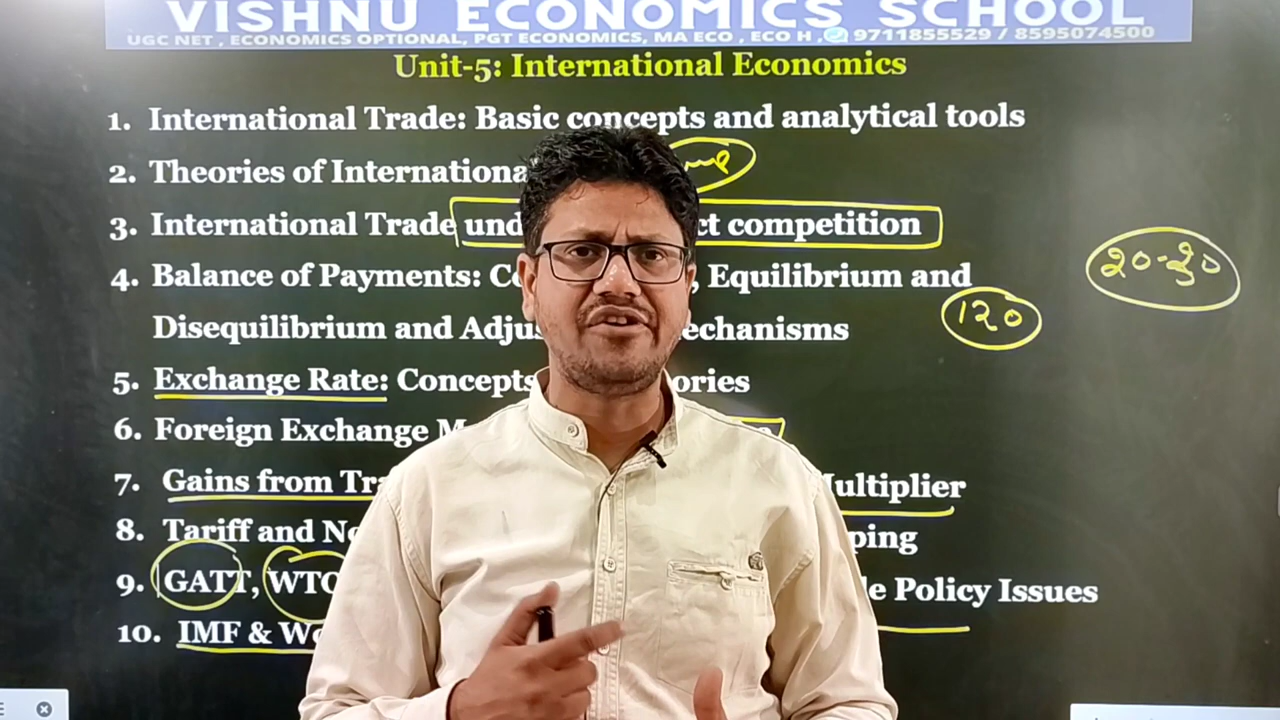 VISHNU ECONOMICS SCHOOL
UGC NET, ECONOMICS OPTIONAL, PGT ECONOMICS, MA ECO, ECO H, 9711855529 / 8595074500
Unit-5: International Economics
1. International Trade: Basic concepts and analytical tools
2. Theories of Internationa
3. International Trade und ct competition
20-30
4. Balance of Payments: Co , Equilibrium and
120
Disequilibrium and Adjus echanisms
5. Exchange Rate: Concepts ories
6. Foreign Exchange M
7. Gains from Tra Multiplier
8. Tariff and No ping
9. GATT, WTO e Policy Issues
10. IMF & Wo